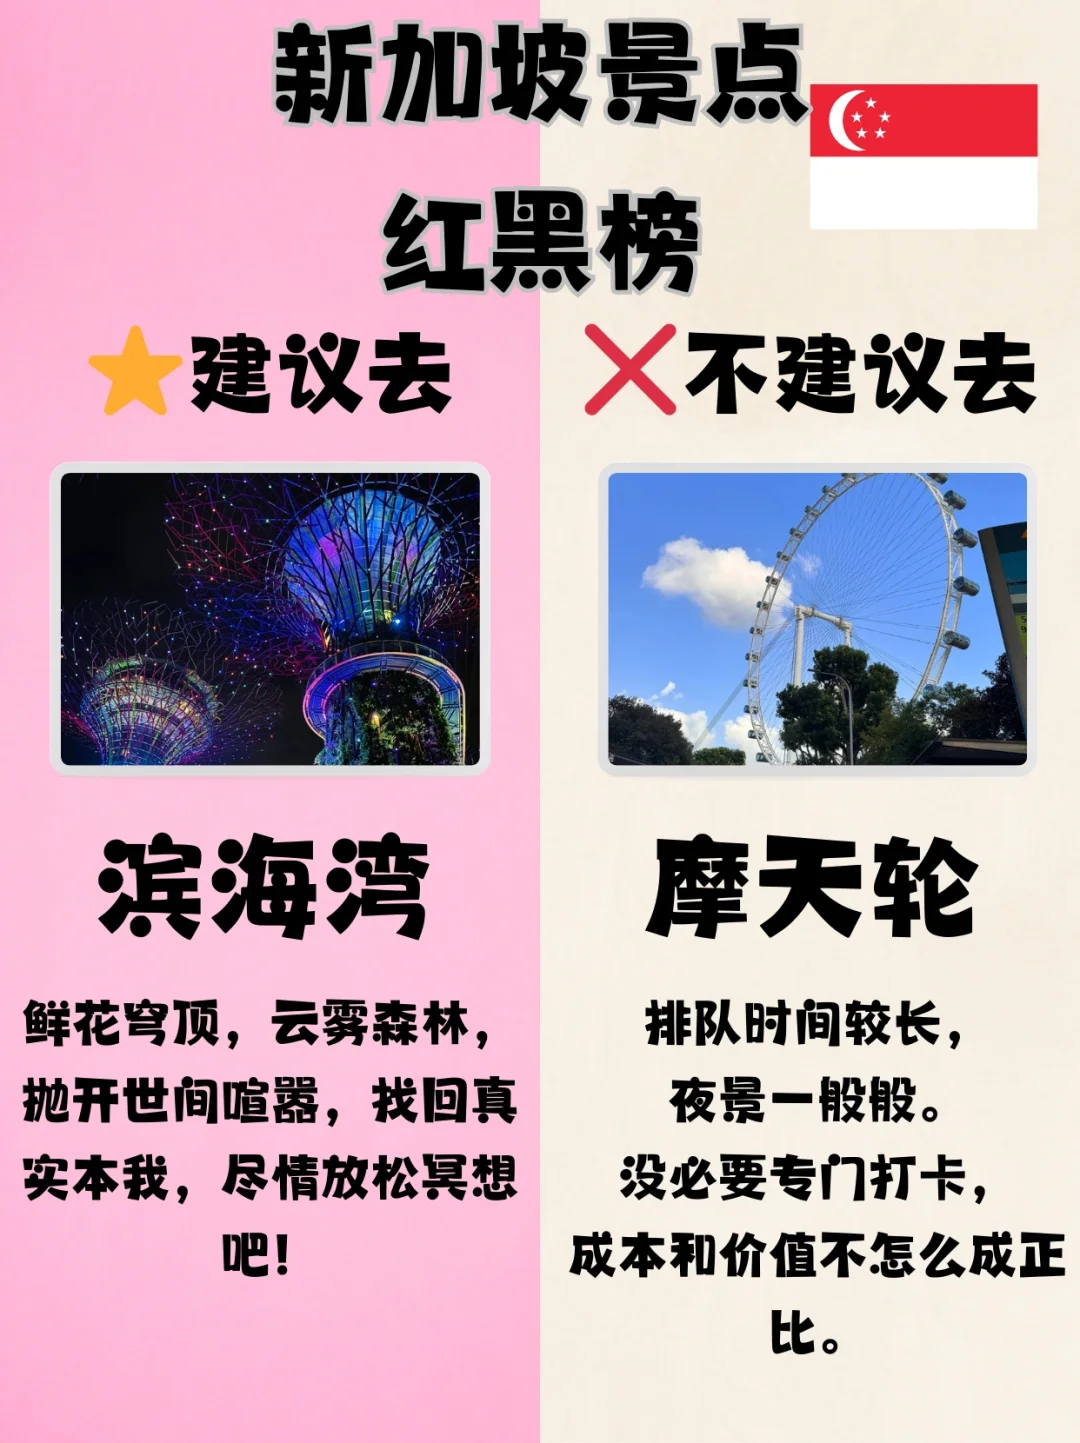 新加坡景点
红黑榜
建议去
不建议去
滨海湾
鲜花穹顶，云雾森林，
抛开世间喧嚣，找回真
实本我，尽情放松冥想
吧！
摩天轮
排队时间较长，
夜景一般般。
没必要专门打卡，
成本和价值不怎么成正
比。